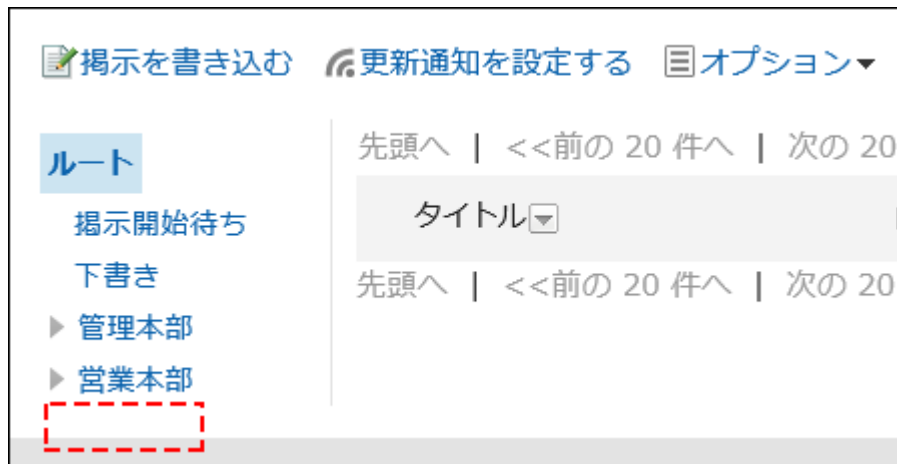 掲示を書き込む 更新通知を設定する オプション
ルート
掲示開始待ち
下書き
管理本部
営業本部
先頭へ | <<前の 20 件へ | 次の 20
タイトル
先頭へ | <<前の 20 件へ | 次の 20